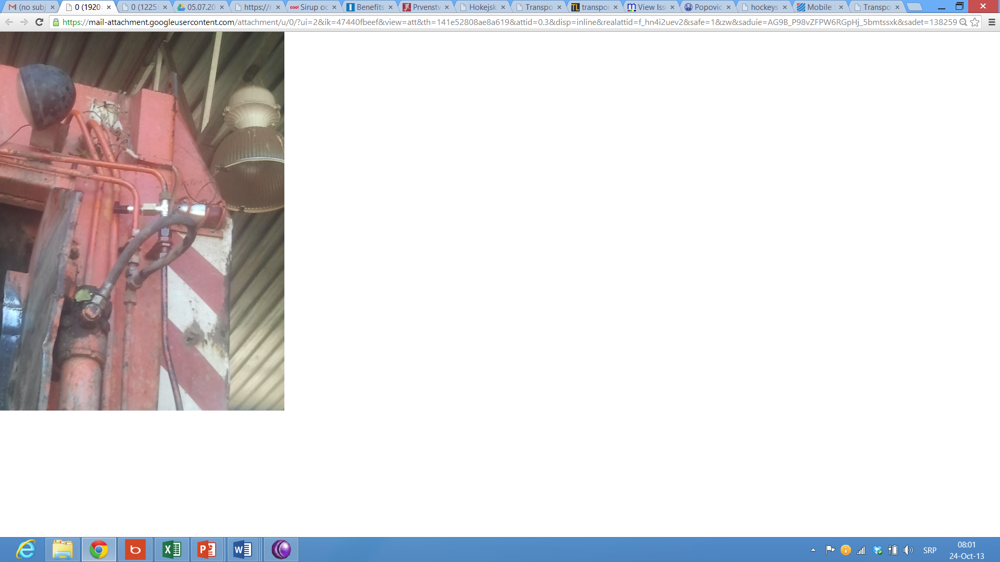 (no subj
0 (1920
0 (1225
05.07.20
https://r
cool Sirup oc
Benefits
Prvenstv
Hokejsk
Transpo
TL transpor
View Iss
Popovic
hockeys
Mobile
Transpo
https://mail-attachment.googleusercontent.com/attachment/u/0/?ui=2&ik=47440fbeef&view=att&th=141e52808ae8a619&attid=0.3&disp=inline&realattid=f_hn4i2uev2&safe=1&zw&saduie=AG9B_P98vZFPW6RGpHj_5bmtssxk&sadet=138259
SRP
08:01
24-Oct-13